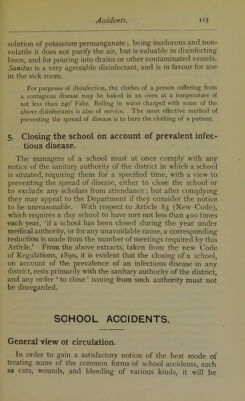 Accidents. 115
solution of potassium permanganate; being inodorous and non-
volatile it does not purify the air, but is valuable in disinfecting
linen, and for pouring into drains or other contaminated vessels.
Sanitas is a very agreeable disinfectant, and is in favour for use
in the sick room.
For purposes of disinfection, the clothes of a person suffering from
a contagious disease may be baked in an oven at a temperature of
not less than 240° Fahr. Boiling in water charged with some of the
above disinfectants is also of service. The most effective method of
preventing the spread of disease is to burn the clothing of a patient.
5. Closing the school on account of prevalent infec-
tious disease.
The managers of a school must at once comply with any
notice of the sanitary authority of the district in which a school
is situated, requiring them for a specified time, with a view to
preventing the spread of disease, either to close the school or
to exclude any scholars from attendance; but after complying
they may appeal to the Department if they consider the notice
to be unreasonable. With respect to Article 83 (New Code),
which requires a day school to have met not less than 400 times
each year, 'if a school has been closed during the year under
medical authority, or for any unavoidable cause, a corresponding
reduction is made from the number of meetings required by this
Article.' From the above extracts, taken from the new Code
of Regulations, 1890, it is evident that the closing of a school,
on account of the prevalence of an infectious disease in any
district, rests primarily with the sanitary authority of the district,
and any order 'to close' issuing from such authority must not
be disregarded.
SCHOOL ACCIDENTS.
General view of circulation.
In order to gain a satisfactory notion of the best mode of
treating some of the common forms of school accidents, such
as cuts, wounds, and bleeding of various kinds, it will be